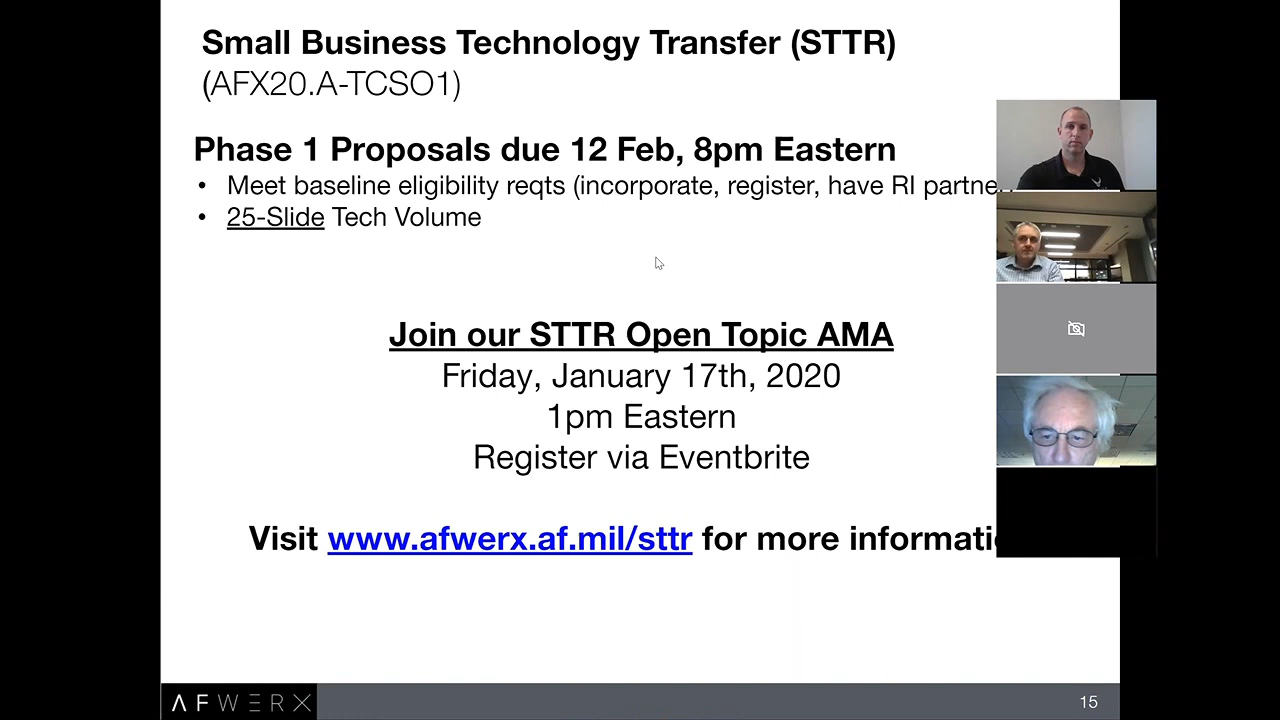 Small Business Technology Transfer (STTR)
(AFX20.A-TCSO1)
Phase 1 Proposals due 12 Feb, 8pm Eastern
• Meet baseline eligibility reqts (incorporate, register, have RI partne
• 25-Slide Tech Volume
Join our STTR Open Topic AMA
Friday, January 17th, 2020
1pm Eastern
Register via Eventbrite
Visit www.afwerx.af.mil/sttr for more informati
AFWERX
15